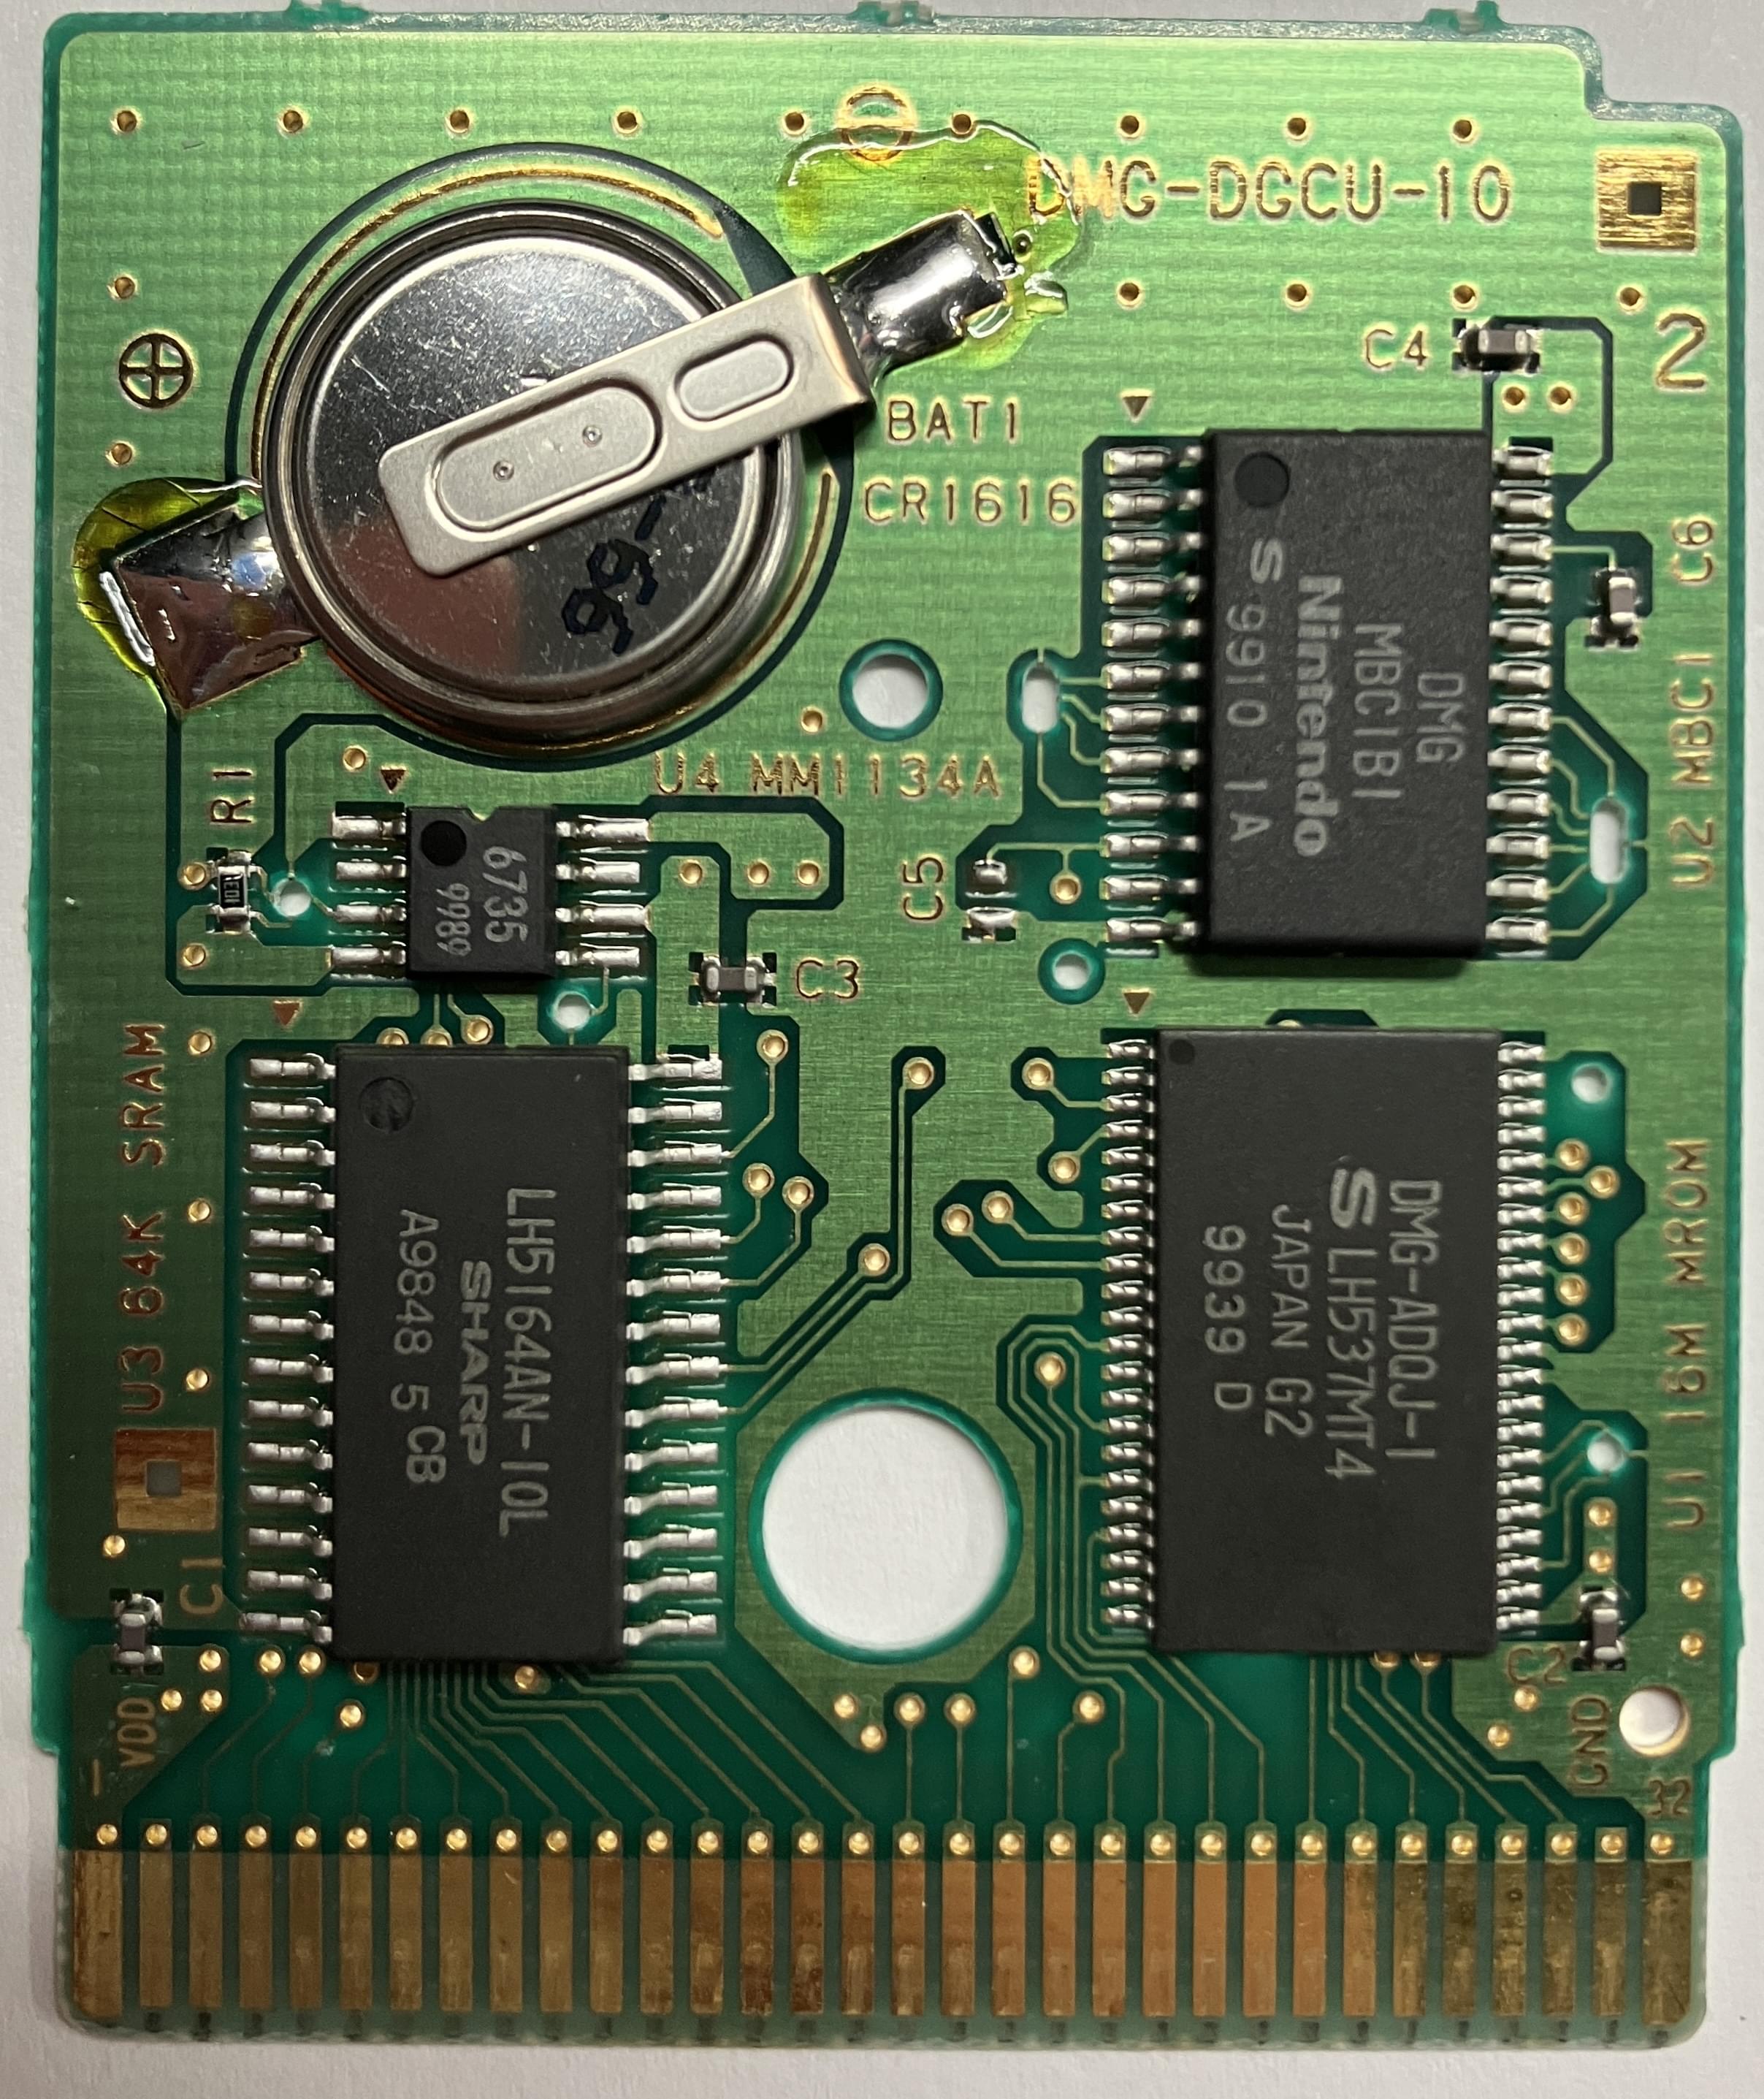 DMG-DGCU-10
2
C4
BAT1
CR1616
C6
U2 MBC1
DMG
MBC1B1
Nintendo
S 9910 1A
U4 MM1134A
R1
6735
9989
C5
C3
U3 64K SRAM
LH5164AN-10L
SHARP
A9848 5 CB
DMG-ADQJ-1
S LH537MT4
JAPAN G2
9939 D
U1 16M MROM
C1
C2
VDD
GND
32